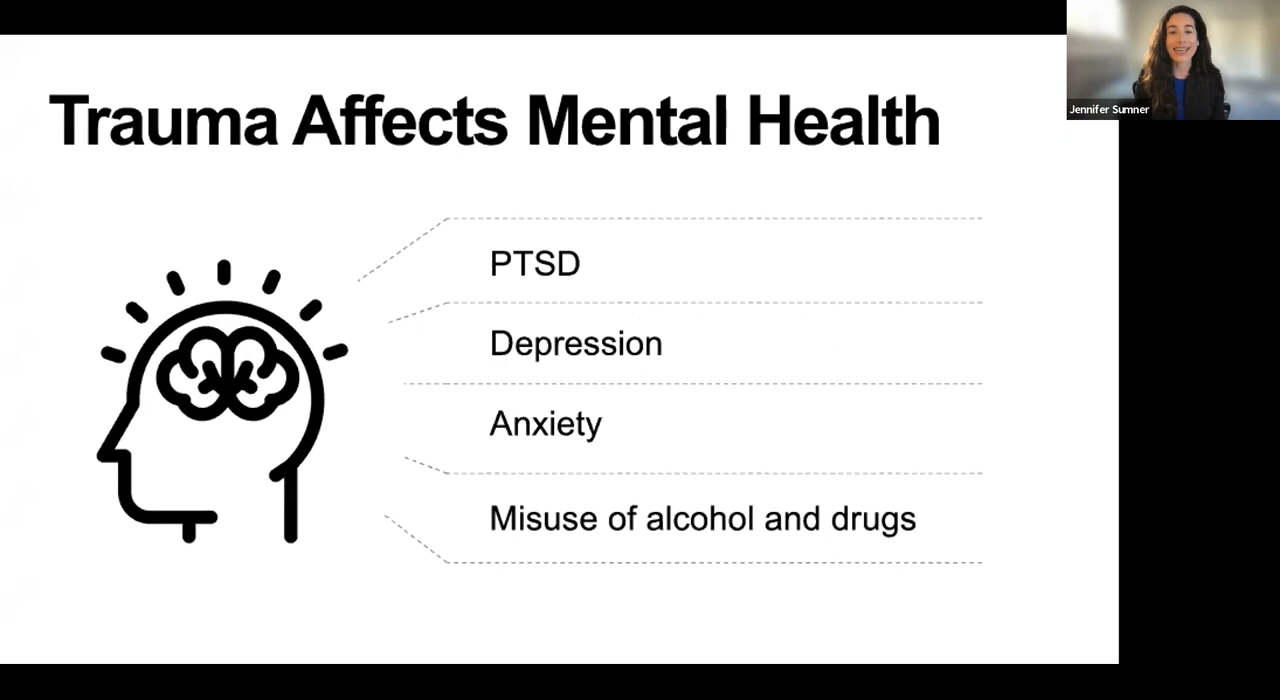 Trauma Affects Mental Health
Jennifer Sumner
PTSD
Depression
Anxiety
Misuse of alcohol and drugs